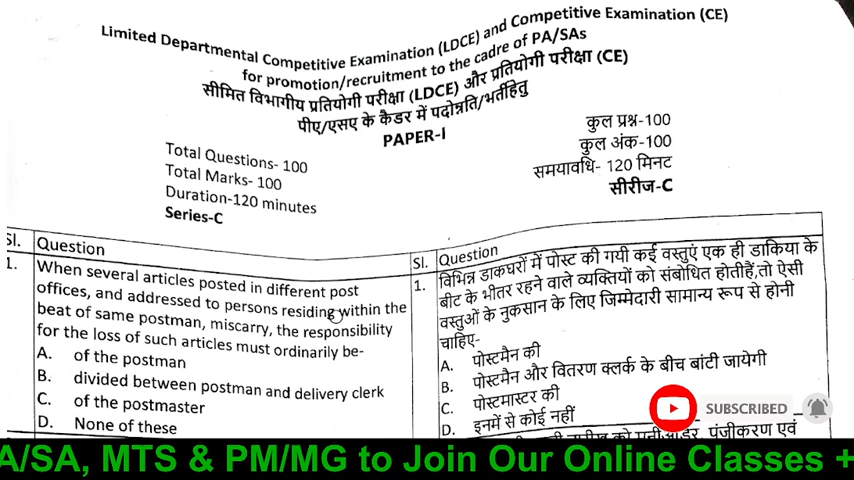 Limited Departmental Competitive Examination (LDCE) and Competitive Examination (CE)
for promotion/recruitment to the cadre of PA/SAs
सीमित विभागीय प्रतियोगी परीक्षा (LDCE) और प्रतियोगी परीक्षा (CE)
पीए/एसए के कैडर में पदोन्नति/भर्तीहेतु
PAPER-I
Total Questions- 100
Total Marks- 100
Duration-120 minutes
Series-C
कुल प्रश्न-100
कुल अंक-100
समयावधि- 120 मिनट
सीरीज-C
Sl. Question
1. When several articles posted in different post
offices, and addressed to persons residing within the
beat of same postman, miscarry, the responsibility
for the loss of such articles must ordinarily be-
A. of the postman
B. divided between postman and delivery clerk
C. of the postmaster
D. None of these
Sl. Question
1. विभिन्न डाकघरों में पोस्ट की गयी कई वस्तुएं एक ही डाकिया के
बीट के भीतर रहने वाले व्यक्तियों को संबोधित होती हैं,तो ऐसी
वस्तुओं के नुकसान के लिए जिम्मेदारी सामान्य रूप से होनी
चाहिए-
A. पोस्टमैन की
B. पोस्टमैन और वितरण क्लर्क के बीच बांटी जायेगी
C. पोस्टमास्टर की
D. इनमें से कोई नहीं
को मनीऑर्डर, पंजीकरण एवं
SUBSCRIBED
A/SA, MTS & PM/MG to Join Our Online Classes +